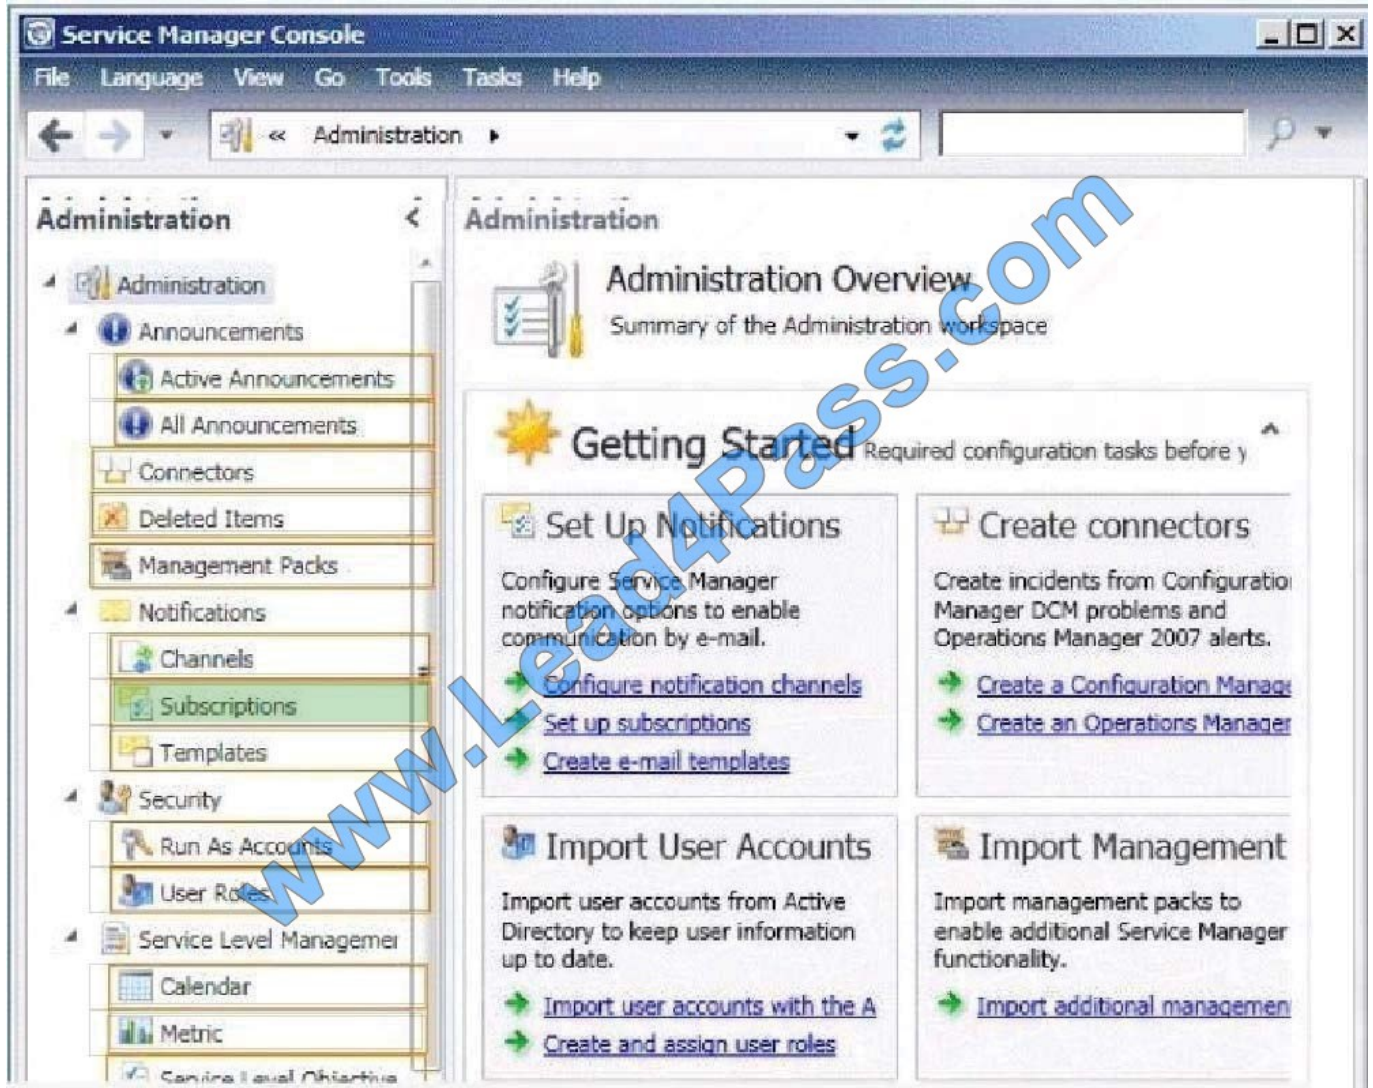 Service Manager Console
File Language View Go Tools Tasks Help
« Administration
Administration
Administration
Announcements
Active Announcements
All Announcements
Connectors
Deleted Items
Management Packs
Notifications
Channels
Subscriptions
Templates
Security
Run As Accounts
User Roles
Service Level Managemer
Calendar
Metric
Service Level Objective
Administration
Administration Overview
Summary of the Administration workspace
Getting Started Required configuration tasks before y
Set Up Notifications
Configure Service Manager
notification options to enable
communication by e-mail.
Configure notification channels
Set up subscriptions
Create e-mail templates
Create connectors
Create incidents from Configuration
Manager DCM problems and
Operations Manager 2007 alerts.
Create a Configuration Manage
Create an Operations Manager
Import User Accounts
Import user accounts from Active
Directory to keep user information
up to date.
Import user accounts with the A
Create and assign user roles
Import Management
Import management packs to
enable additional Service Manager
functionality.
Import additional managemen
www.Lead4Pass.com